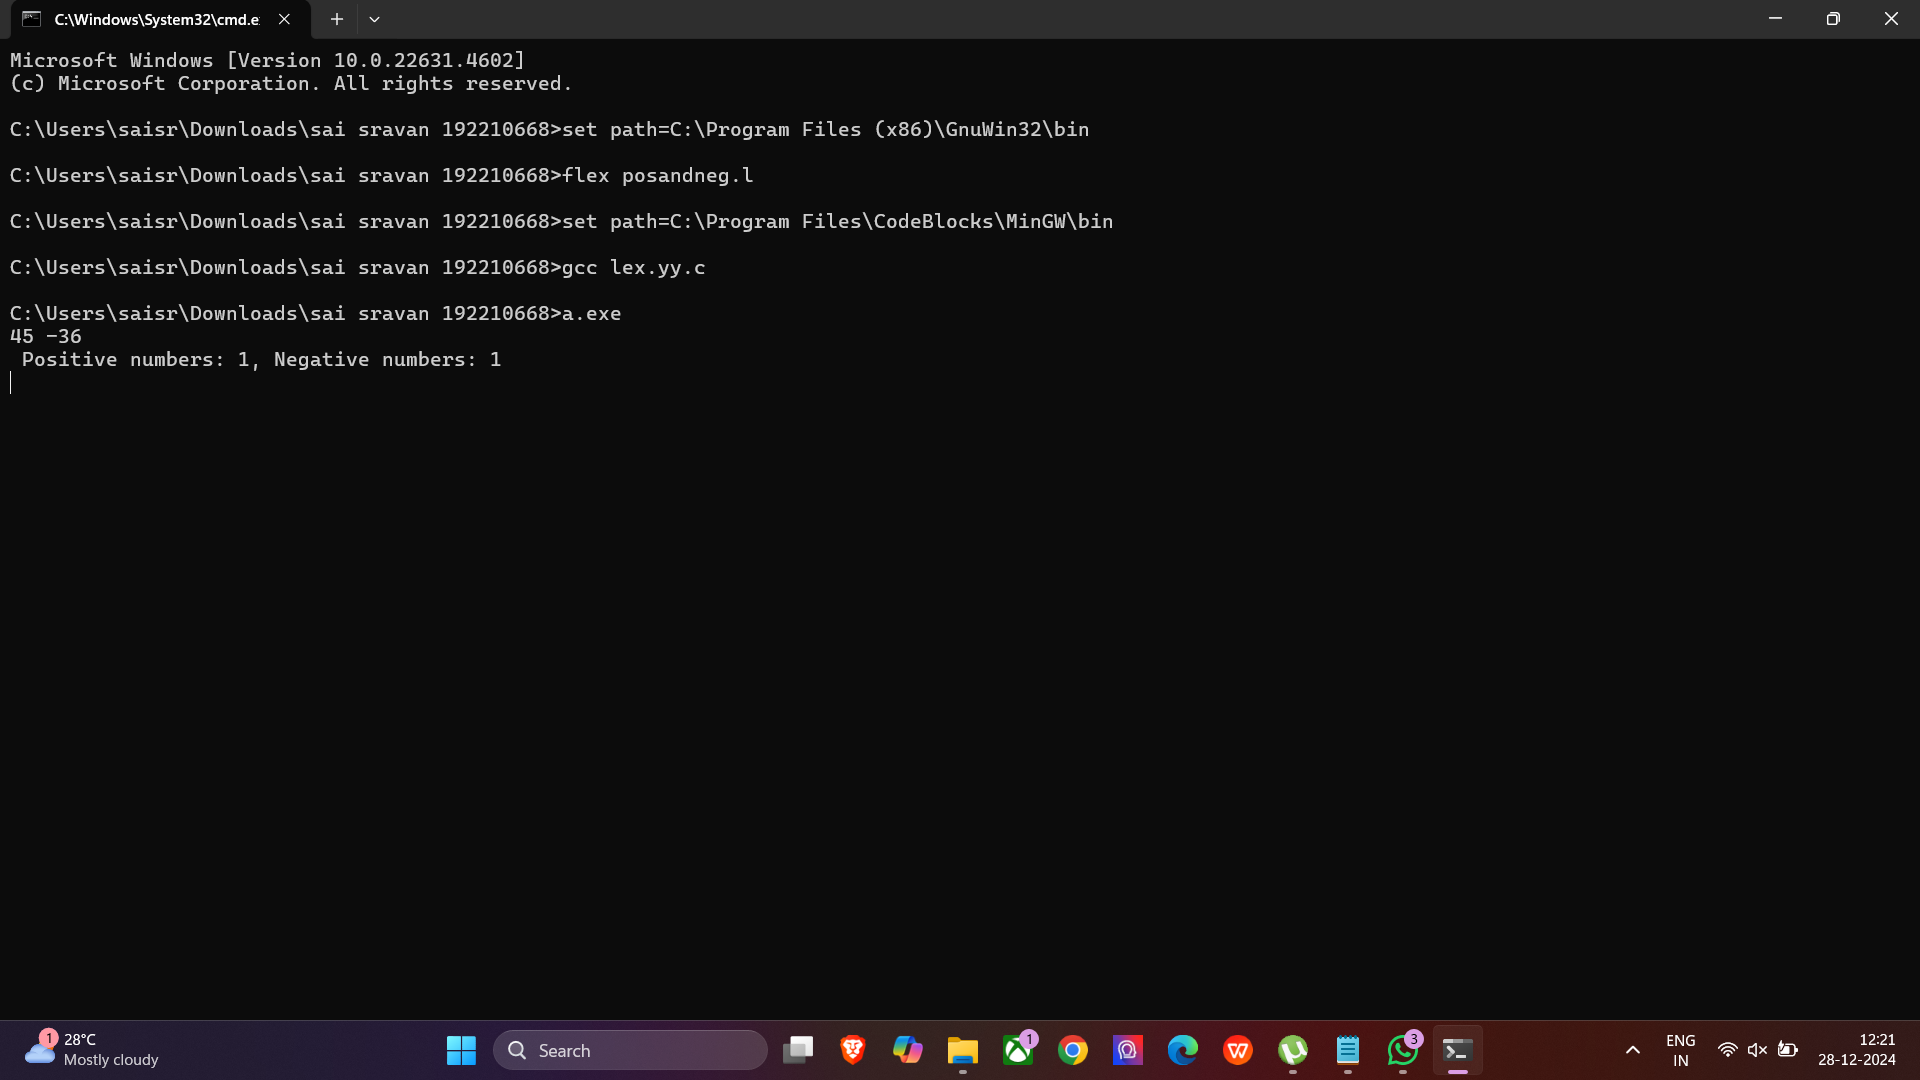 C:\Windows\System32\cmd.e
Microsoft Windows [Version 10.0.22631.4602]
(c) Microsoft Corporation. All rights reserved.
C:\Users\saisr\Downloads\sai sravan 192210668>set path=C:\Program Files (x86)\GnuWin32\bin
C:\Users\saisr\Downloads\sai sravan 192210668>flex posandneg.l
C:\Users\saisr\Downloads\sai sravan 192210668>set path=C:\Program Files\CodeBlocks\MinGW\bin
C:\Users\saisr\Downloads\sai sravan 192210668>gcc lex.yy.c
C:\Users\saisr\Downloads\sai sravan 192210668>a.exe
45 -36
Positive numbers: 1, Negative numbers: 1
1
28°C
Mostly cloudy
Search
1
3
ENG
IN
12:21
28-12-2024